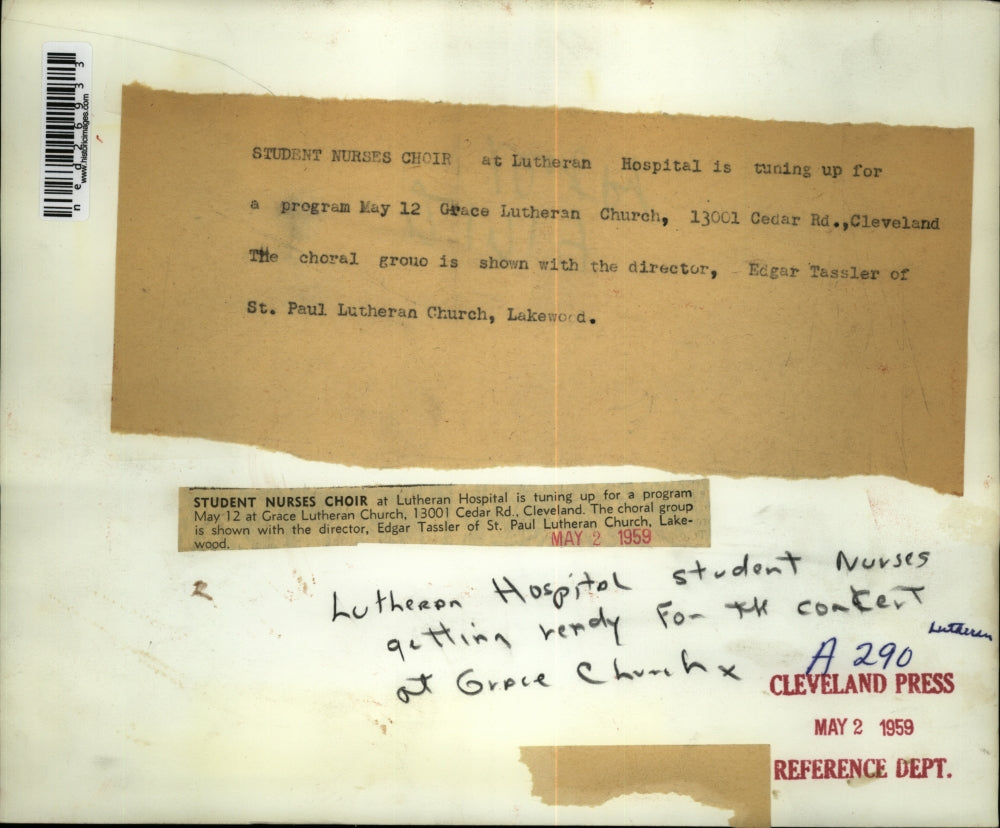 ned26933
www.historicimages.com
STUDENT NURSES CHOIR at Lutheran Hospital is tuning up for
a program May 12 Grace Lutheran Church, 13001 Cedar Rd.,Cleveland
The choral grouo is shown with the director, Edgar Tassler of
St. Paul Lutheran Church, Lakewood.
STUDENT NURSES CHOIR at Lutheran Hospital is tuning up for a program
May 12 at Grace Lutheran Church, 13001 Cedar Rd., Cleveland. The choral group
is shown with the director, Edgar Tassler of St. Paul Lutheran Church, Lake-
wood.
MAY 2 1959
Lutheran Hospital student Nurses
getting ready For the concert
at Grace Church x
Lutheran
A 290
CLEVELAND PRESS
MAY 2 1959
REFERENCE DEPT.